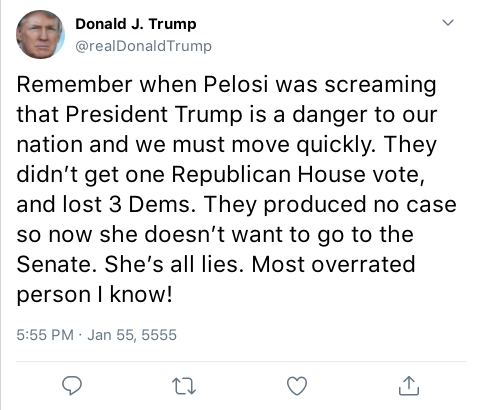 Donald J. Trump
@realDonaldTrump
Remember when Pelosi was screaming
that President Trump is a danger to our
nation and we must move quickly. They
didn’t get one Republican House vote,
and lost 3 Dems. They produced no case
so now she doesn’t want to go to the
Senate. She’s all lies. Most overrated
person I know!
5:55 PM · Jan 55, 5555